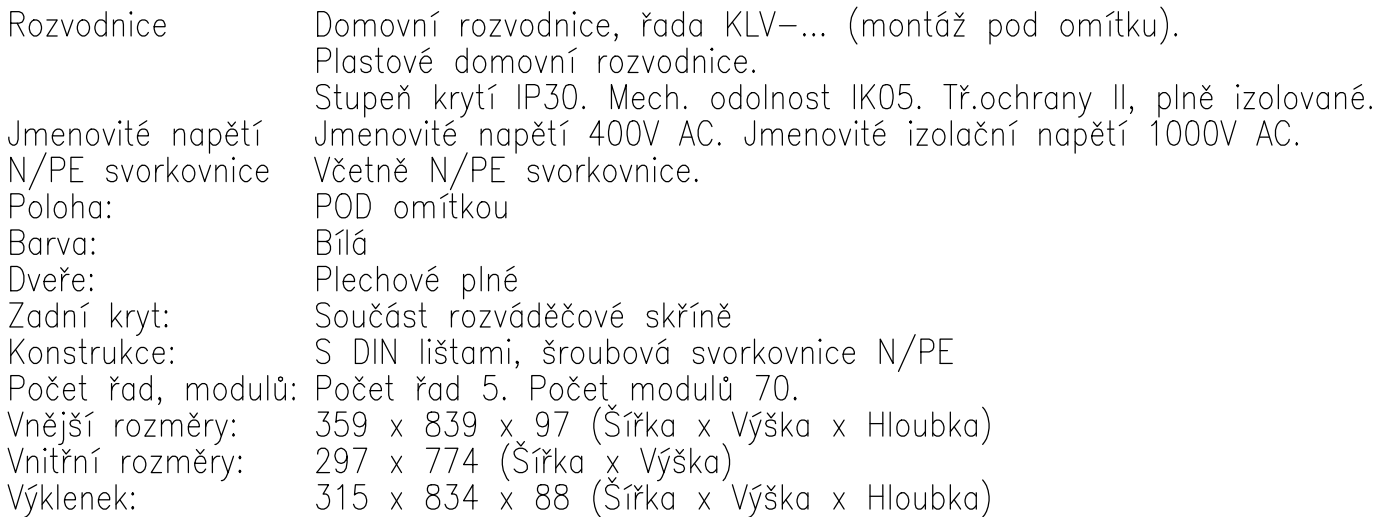 Rozvodnice Domovní rozvodnice, řada KLV-... (montáž pod omítku).
Plastové domovní rozvodnice.
Stupeň krytí IP30. Mech. odolnost IK05. Tř.ochrany II, plně izolované.
Jmenovité napětí Jmenovité napětí 400V AC. Jmenovité izolační napětí 1000V AC.
N/PE svorkovnice Včetně N/PE svorkovnice.
Poloha: POD omítkou
Barva: Bílá
Dveře: Plechové plné
Zadní kryt: Součást rozváděčové skříně
Konstrukce: S DIN lištami, šroubová svorkovnice N/PE
Počet řad, modulů: Počet řad 5. Počet modulů 70.
Vnější rozměry: 359 x 839 x 97 (Šířka x Výška x Hloubka)
Vnitřní rozměry: 297 x 774 (Šířka x Výška)
Výklenek: 315 x 834 x 88 (Šířka x Výška x Hloubka)